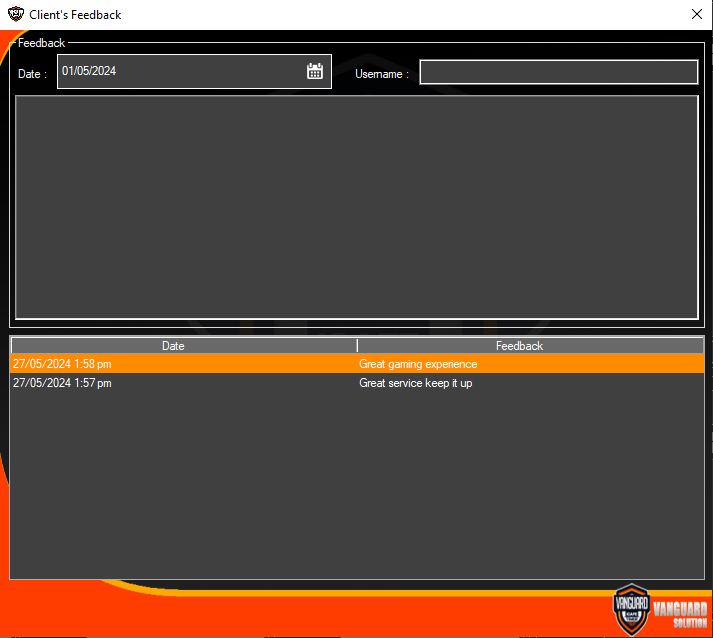 Client's Feedback
Feedback
Date : 01/05/2024 Username :
Date Feedback
27/05/2024 1:58 pm Great gaming experience
27/05/2024 1:57 pm Great service keep it up
VANGUARD
VANGUARD
SOLUTION